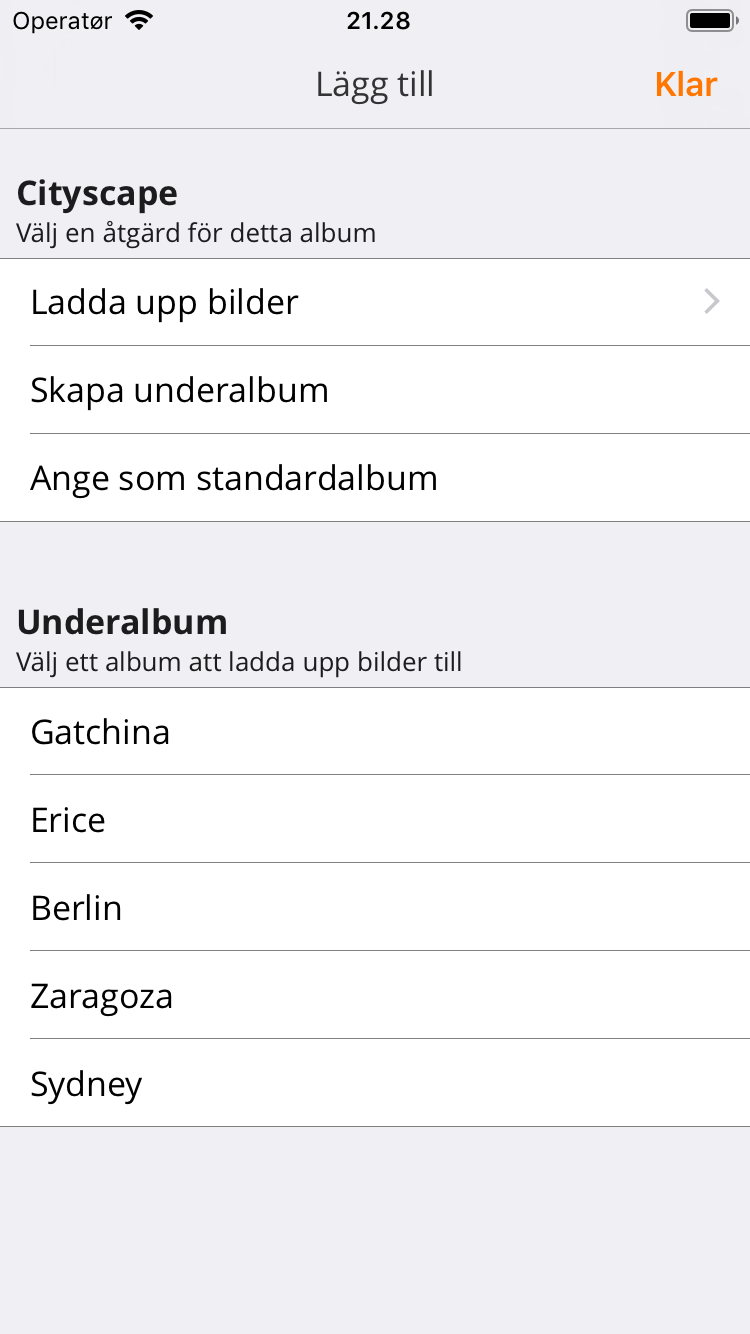 Operatør 21.28
Lägg till Klar
Cityscape
Välj en åtgärd för detta album
Ladda upp bilder
Skapa underalbum
Ange som standardalbum
Underalbum
Välj ett album att ladda upp bilder till
Gatchina
Erice
Berlin
Zaragoza
Sydney